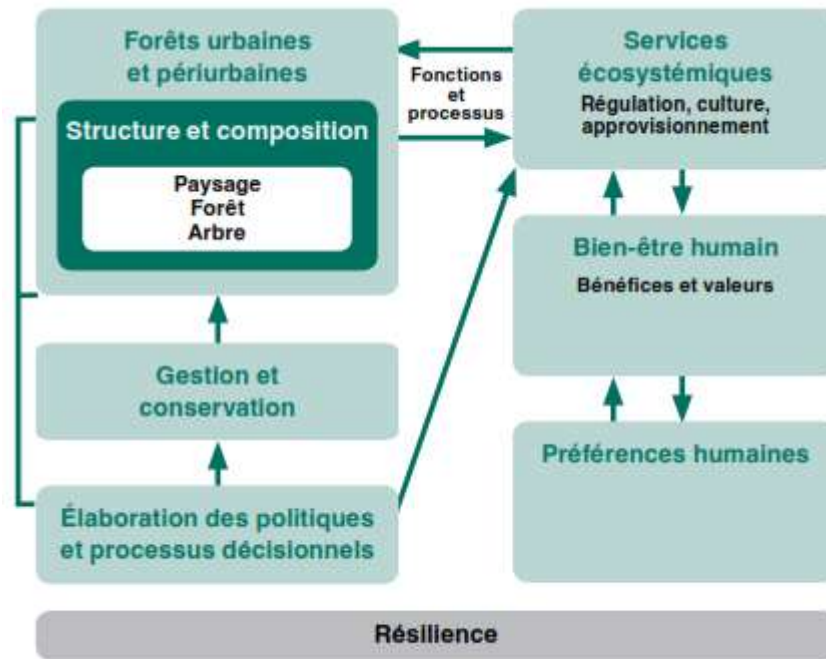 Forêts urbaines
et périurbaines
Structure et composition
Paysage
Forêt
Arbre
Fonctions
et
processus
Services
écosystémiques
Régulation, culture,
approvisionnement
Bien-être humain
Bénéfices et valeurs
Gestion et
conservation
Préférences humaines
Élaboration des politiques
et processus décisionnels
Résilience